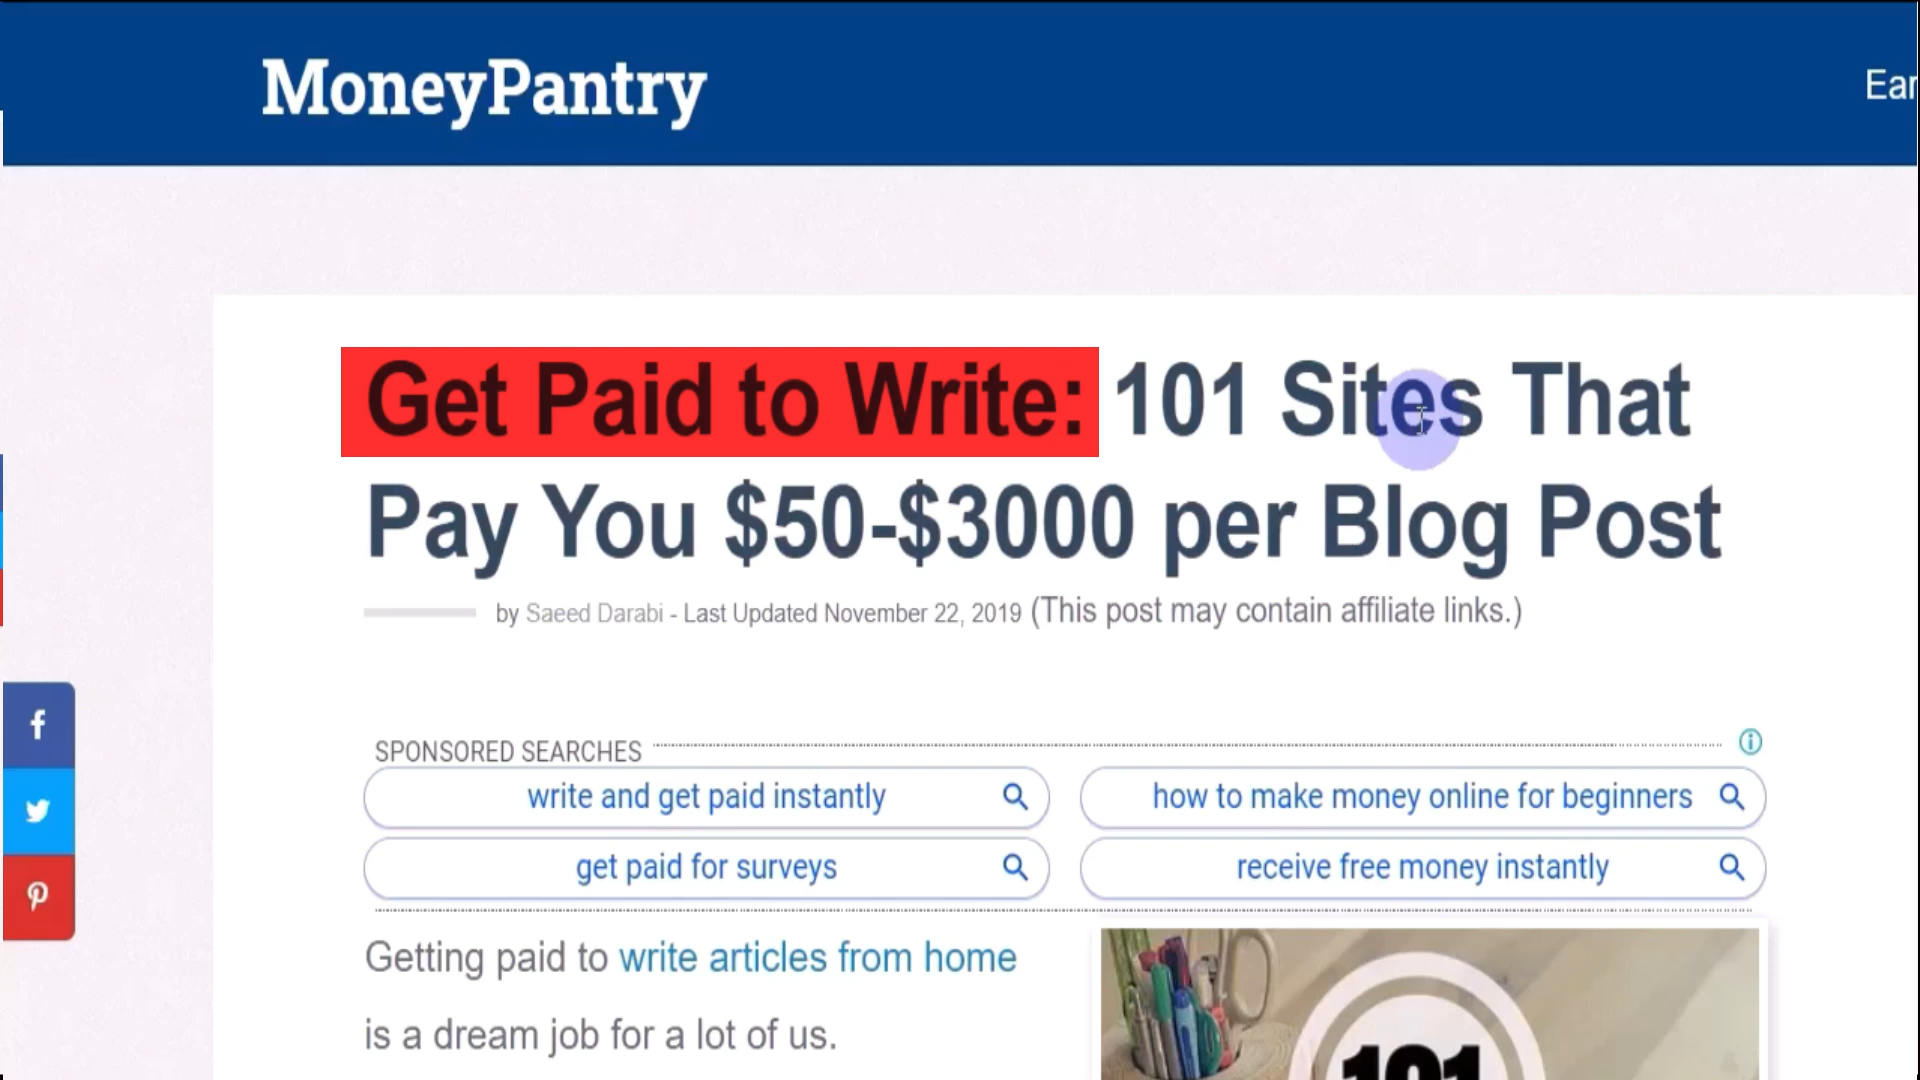 MoneyPantry
Ear
Get Paid to Write: 101 Sites That
Pay You $50-$3000 per Blog Post
by Saeed Darabi - Last Updated November 22, 2019 (This post may contain affiliate links.)
SPONSORED SEARCHES
write and get paid instantly
how to make money online for beginners
get paid for surveys
receive free money instantly
Getting paid to write articles from home
is a dream job for a lot of us.
101